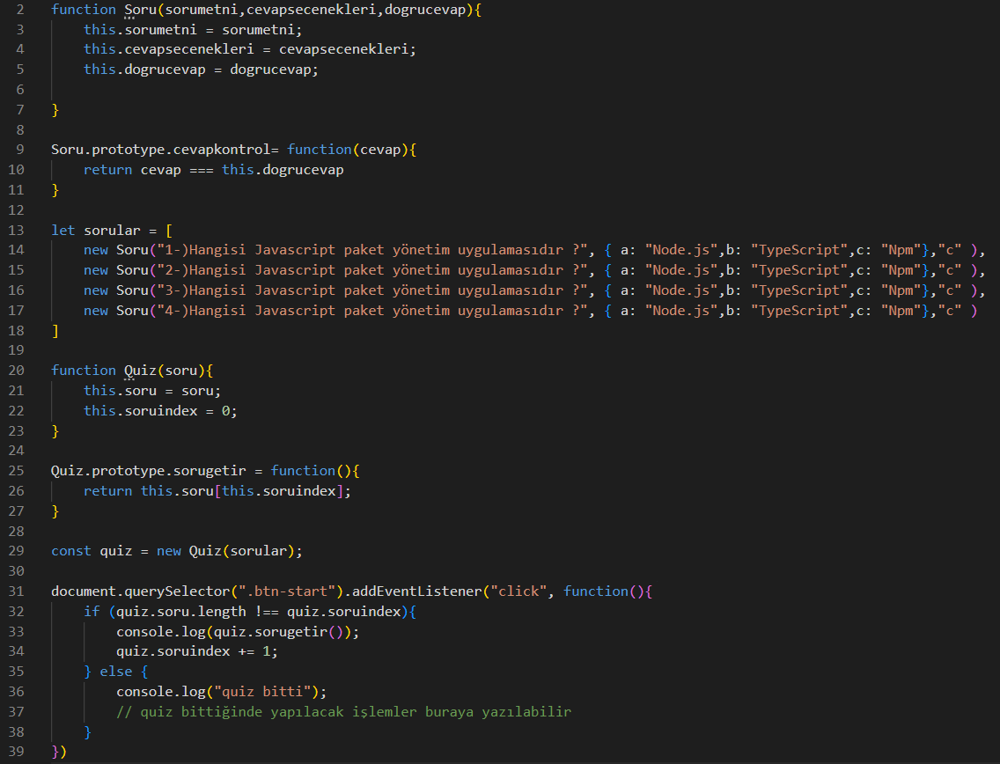 2 function Soru(sorumetni,cevapsecenekleri,dogrucevap){
3     this.sorumetni = sorumetni;
4     this.cevapsecenekleri = cevapsecenekleri;
5     this.dogrucevap = dogrucevap;
6
7 }
8
9 Soru.prototype.cevapkontrol= function(cevap){
10     return cevap === this.dogrucevap
11 }
12
13 let sorular = [
14     new Soru("1-)Hangisi Javascript paket yönetim uygulamasıdır ?", { a: "Node.js",b: "TypeScript",c: "Npm"},"c" ),
15     new Soru("2-)Hangisi Javascript paket yönetim uygulamasıdır ?", { a: "Node.js",b: "TypeScript",c: "Npm"},"c" ),
16     new Soru("3-)Hangisi Javascript paket yönetim uygulamasıdır ?", { a: "Node.js",b: "TypeScript",c: "Npm"},"c" ),
17     new Soru("4-)Hangisi Javascript paket yönetim uygulamasıdır ?", { a: "Node.js",b: "TypeScript",c: "Npm"},"c" )
18 ]
19
20 function Quiz(soru){
21     this.soru = soru;
22     this.soruindex = 0;
23 }
24
25 Quiz.prototype.sorugetir = function(){
26     return this.soru[this.soruindex];
27 }
28
29 const quiz = new Quiz(sorular);
30
31 document.querySelector(".btn-start").addEventListener("click", function(){
32     if (quiz.soru.length !== quiz.soruindex){
33         console.log(quiz.sorugetir());
34         quiz.soruindex += 1;
35     } else {
36         console.log("quiz bitti");
37         // quiz bittiğinde yapılacak işlemler buraya yazılabilir
38     }
39 })